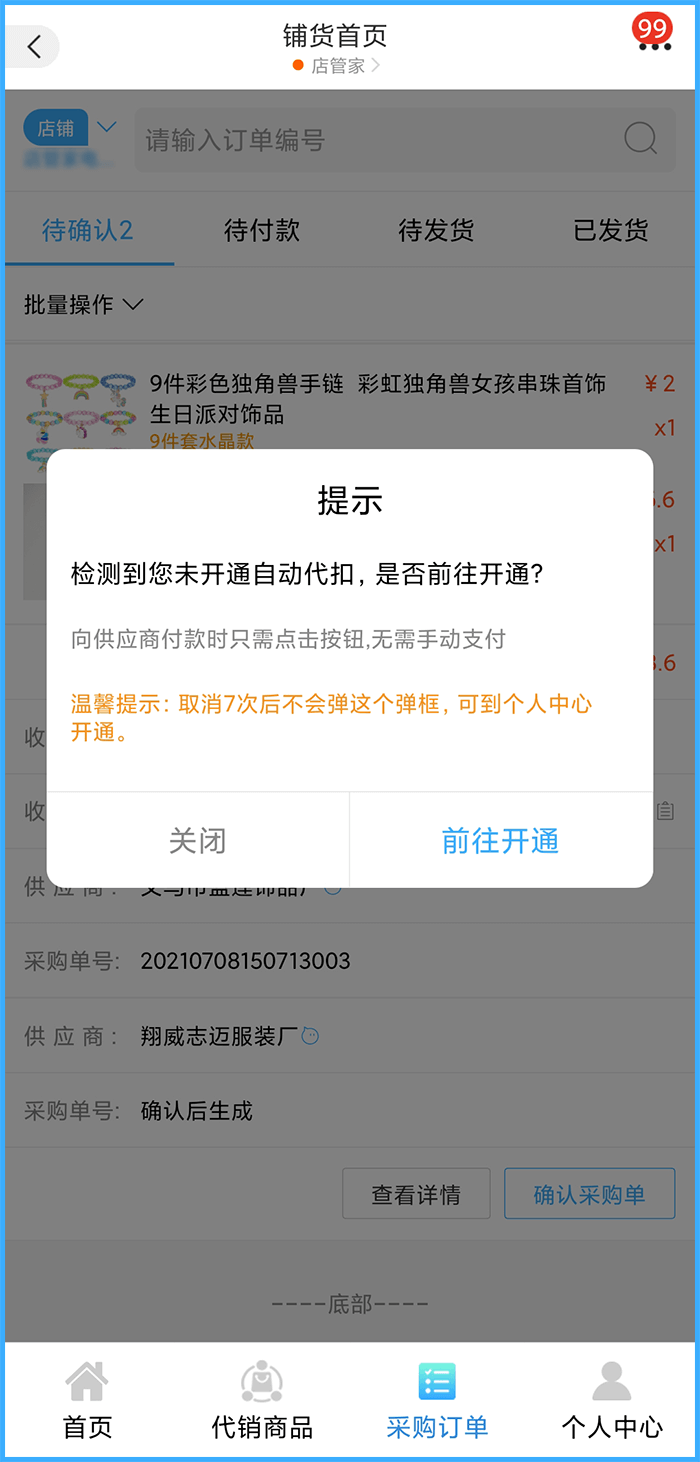 铺货首页
店管家
99
店铺
请输入订单编号
待确认2
待付款
待发货
已发货
批量操作
9件彩色独角兽手链 彩虹独角兽女孩串珠首饰
生日派对饰品
¥2
9件套水晶款
x1
提示
.6
x1
检测到您未开通自动代扣，是否前往开通?
向供应商付款时只需点击按钮,无需手动支付
.6
温馨提示：取消7次后不会弹这个弹框，可到个人中心
开通。
收
收
关闭
前往开通
供应商：
采购单号:
20210708150713003
供应商：
翔威志迈服装厂
采购单号:
确认后生成
查看详情
确认采购单
----底部----
首页
代销商品
采购订单
个人中心